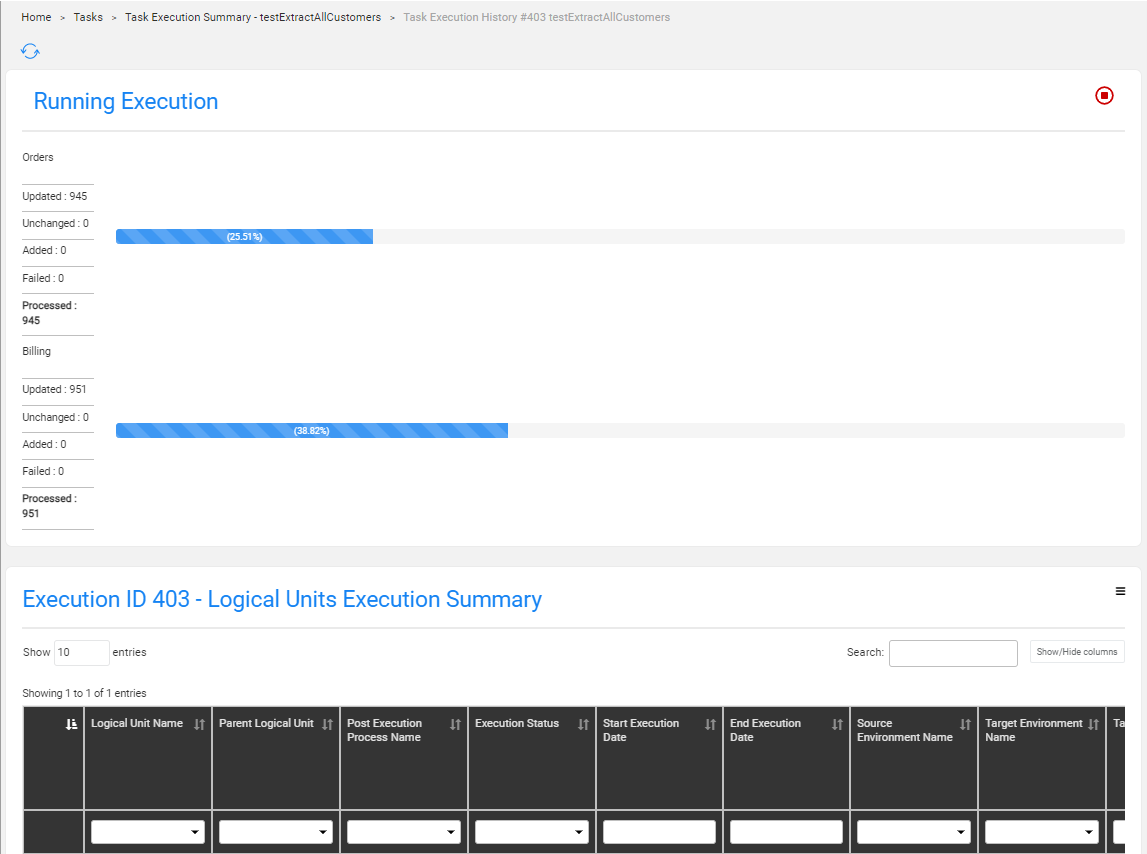 Home > Tasks > Task Execution Summary - testExtractAllCustomers > Task Execution History #403 testExtractAllCustomers
Running Execution
Orders
Updated : 945
Unchanged : 0
(25.51%)
Added : 0
Failed : 0
Processed :
945
Billing
Updated : 951
Unchanged : 0
(38.82%)
Added : 0
Failed : 0
Processed :
951
Execution ID 403 - Logical Units Execution Summary
Show 10 entries
Search:
Show/Hide columns
Showing 1 to 1 of 1 entries
Logical Unit Name
Parent Logical Unit
Post Execution
Process Name
Execution Status
Start Execution
Date
End Execution
Date
Source
Environment Name
Target Environment
Name
Ta